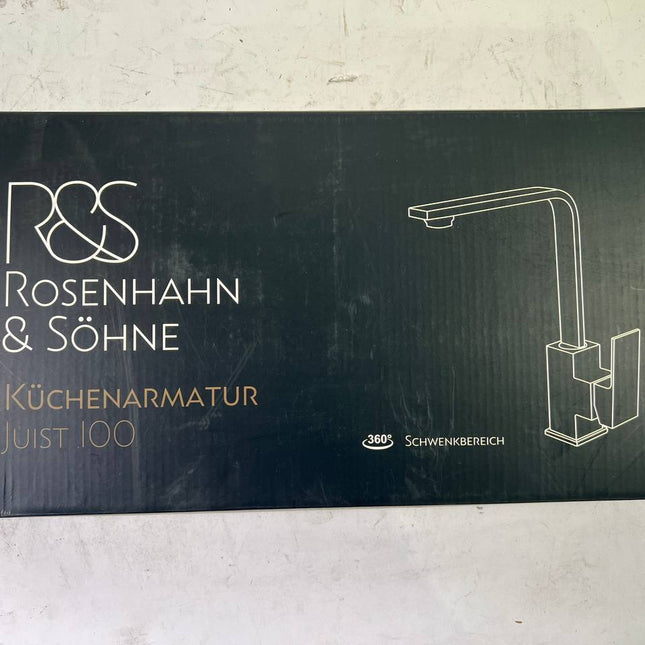 R&S
ROSENHAHN
& SÖHNE
KÜCHENARMATUR
JUIST 100
360°
SCHWENKBEREICH